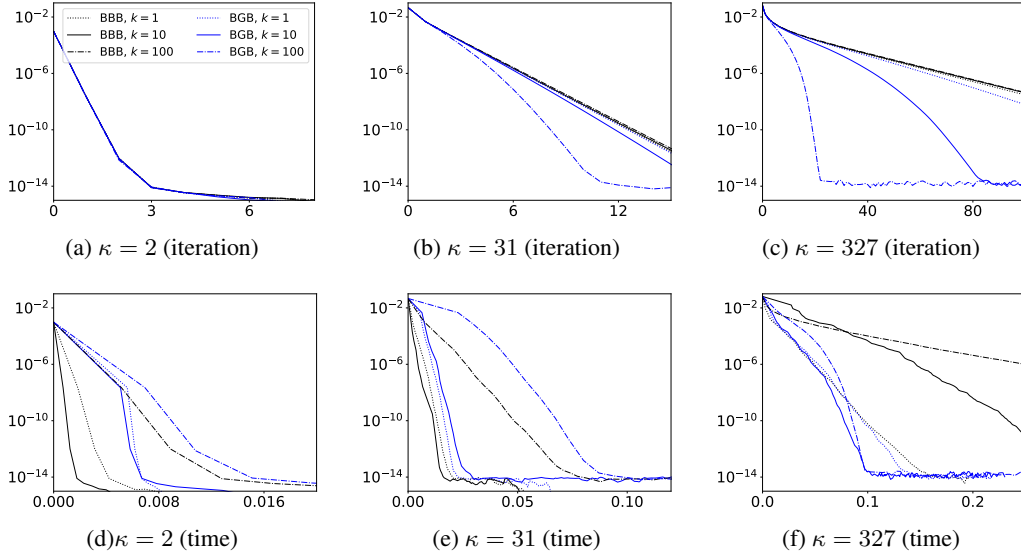 10⁻²
10⁻⁶
10⁻¹⁰
10⁻¹⁴
0 3 6
BBB, k = 1
BBB, k = 10
BBB, k = 100
BGB, k = 1
BGB, k = 10
BGB, k = 100
(a) κ = 2 (iteration)
10⁻²
10⁻⁶
10⁻¹⁰
10⁻¹⁴
0 6 12
(b) κ = 31 (iteration)
10⁻²
10⁻⁶
10⁻¹⁰
10⁻¹⁴
0 40 80
(c) κ = 327 (iteration)
10⁻²
10⁻⁶
10⁻¹⁰
10⁻¹⁴
0.000 0.008 0.016
(d)κ = 2 (time)
10⁻²
10⁻⁶
10⁻¹⁰
10⁻¹⁴
0.00 0.05 0.10
(e) κ = 31 (time)
10⁻²
10⁻⁶
10⁻¹⁰
10⁻¹⁴
0.0 0.1 0.2
(f) κ = 327 (time)